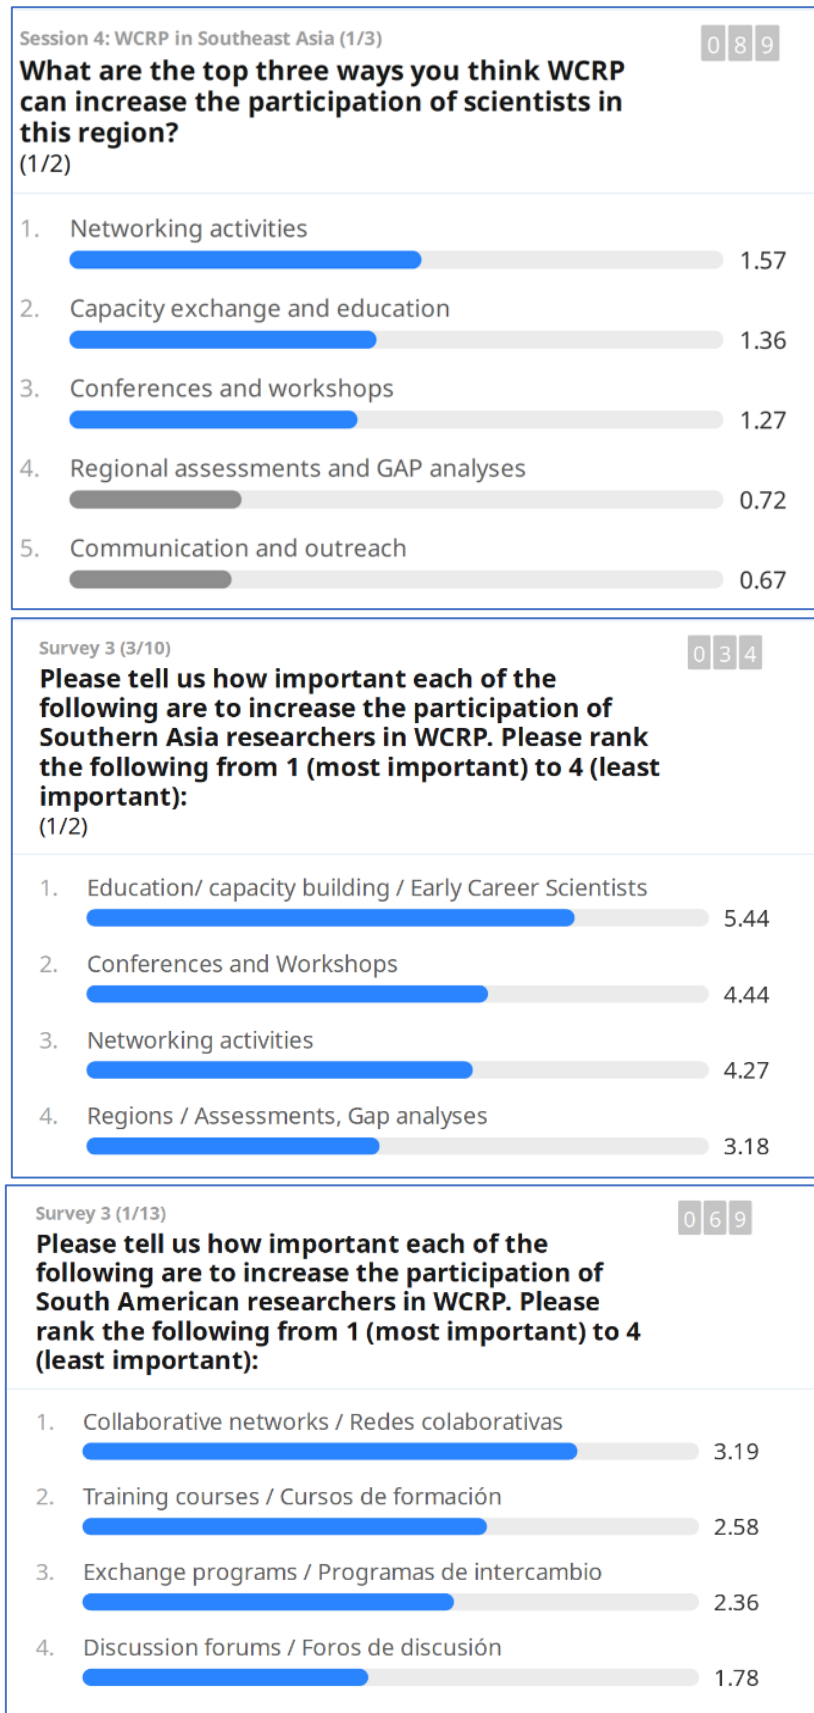 Session 4: WCRP in Southeast Asia (1/3)
089
What are the top three ways you think WCRP
can increase the participation of scientists in
this region?
(1/2)
1. Networking activities
1.57
2. Capacity exchange and education
1.36
3. Conferences and workshops
1.27
4. Regional assessments and GAP analyses
0.72
5. Communication and outreach
0.67
Survey 3 (3/10)
034
Please tell us how important each of the
following are to increase the participation of
Southern Asia researchers in WCRP. Please rank
the following from 1 (most important) to 4 (least
important):
(1/2)
1. Education/ capacity building / Early Career Scientists
5.44
2. Conferences and Workshops
4.44
3. Networking activities
4.27
4. Regions / Assessments, Gap analyses
3.18
Survey 3 (1/13)
069
Please tell us how important each of the
following are to increase the participation of
South American researchers in WCRP. Please
rank the following from 1 (most important) to 4
(least important):
1. Collaborative networks / Redes colaborativas
3.19
2. Training courses / Cursos de formación
2.58
3. Exchange programs / Programas de intercambio
2.36
4. Discussion forums / Foros de discusión
1.78